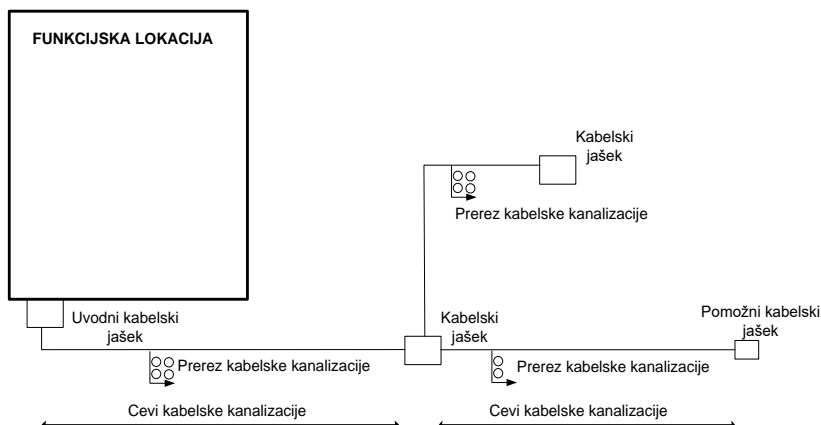 FUNKCIJSKA LOKACIJA
Kabelski
jašek
Prerez kabelske kanalizacije
Uvodni kabelski
jašek
Kabelski
jašek
Pomožni kabelski
jašek
Prerez kabelske kanalizacije
Prerez kabelske kanalizacije
Cevi kabelske kanalizacije
Cevi kabelske kanalizacije